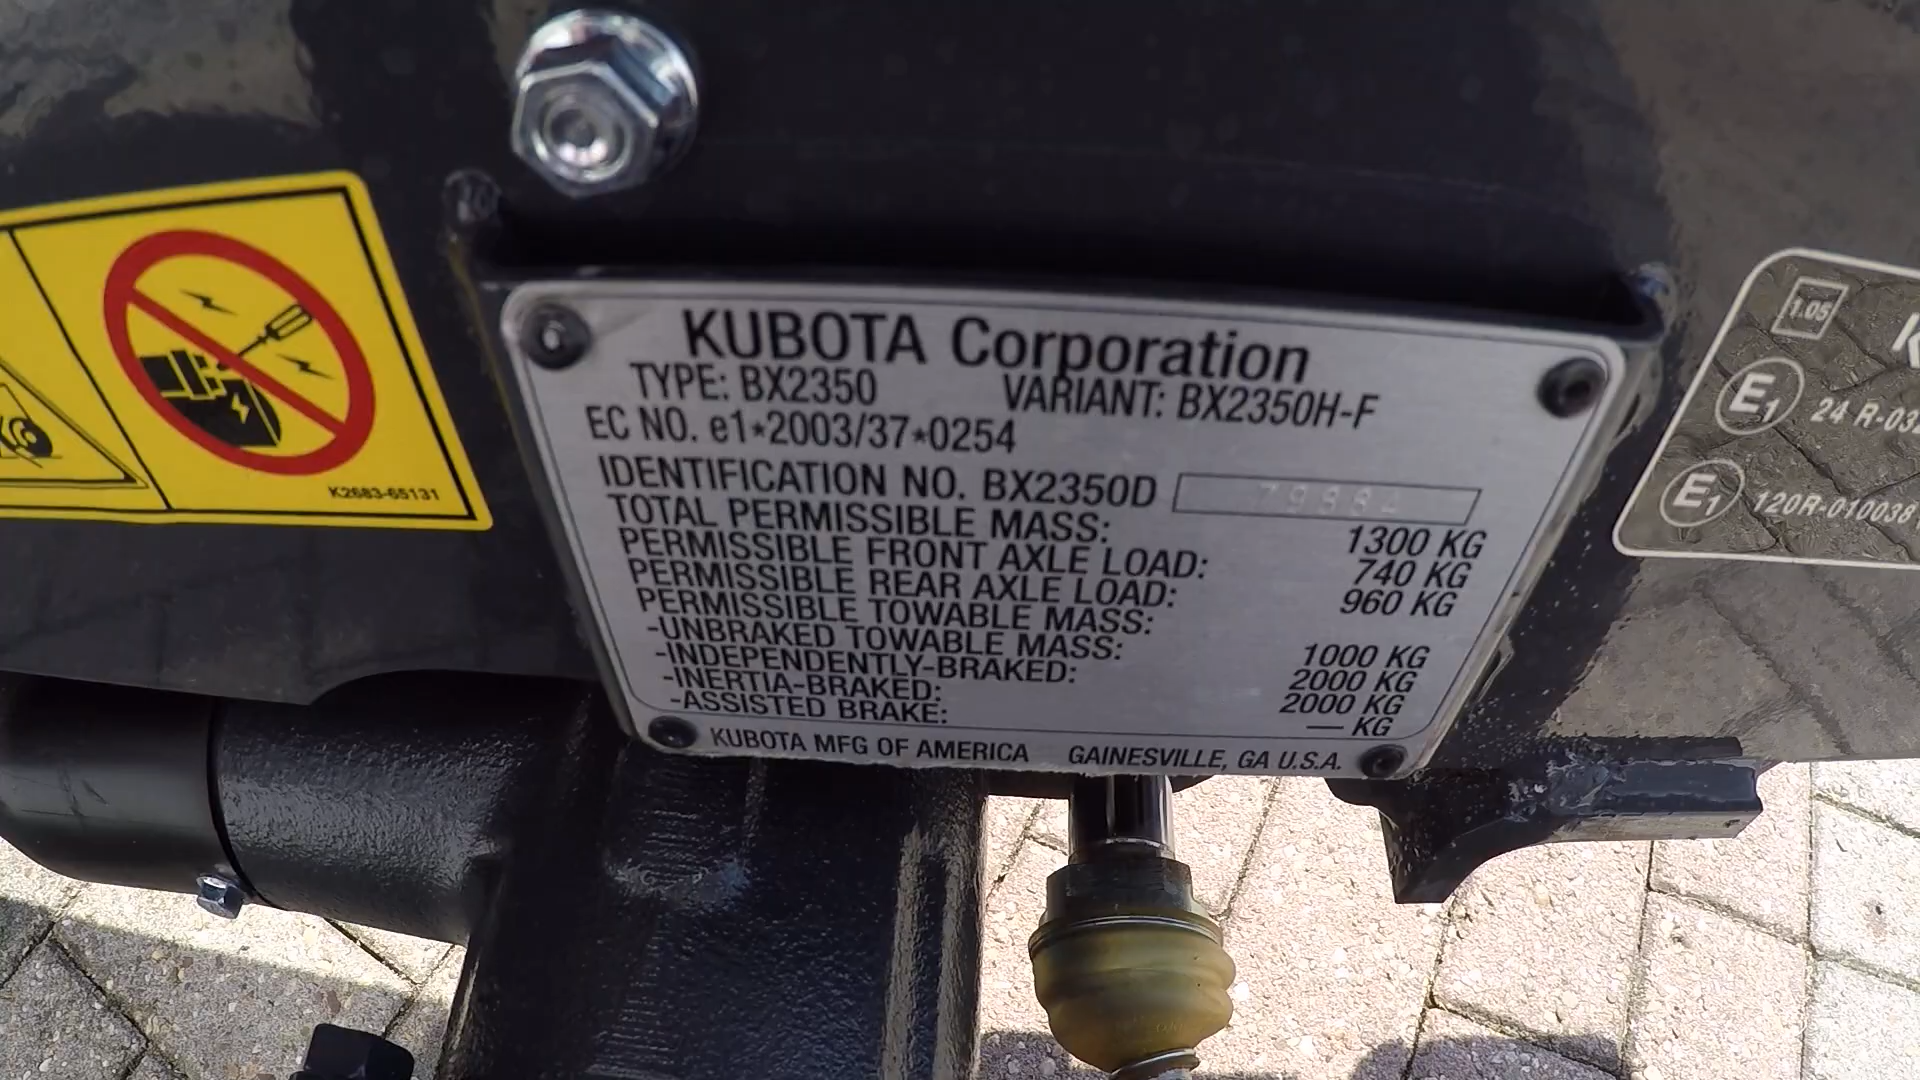 KUBOTA Corporation
TYPE: BX2350 VARIANT: BX2350H-F
EC NO. e1*2003/37*0254
IDENTIFICATION NO. BX2350D 79884
TOTAL PERMISSIBLE MASS: 1300 KG
PERMISSIBLE FRONT AXLE LOAD: 740 KG
PERMISSIBLE REAR AXLE LOAD: 960 KG
PERMISSIBLE TOWABLE MASS:
-UNBRAKED TOWABLE MASS: 1000 KG
-INDEPENDENTLY-BRAKED: 2000 KG
-INERTIA-BRAKED: 2000 KG
-ASSISTED BRAKE: — KG
KUBOTA MFG OF AMERICA GAINESVILLE, GA U.S.A.
K2683-65131
1.05
K
E1 24 R-03
E1 120R-010038